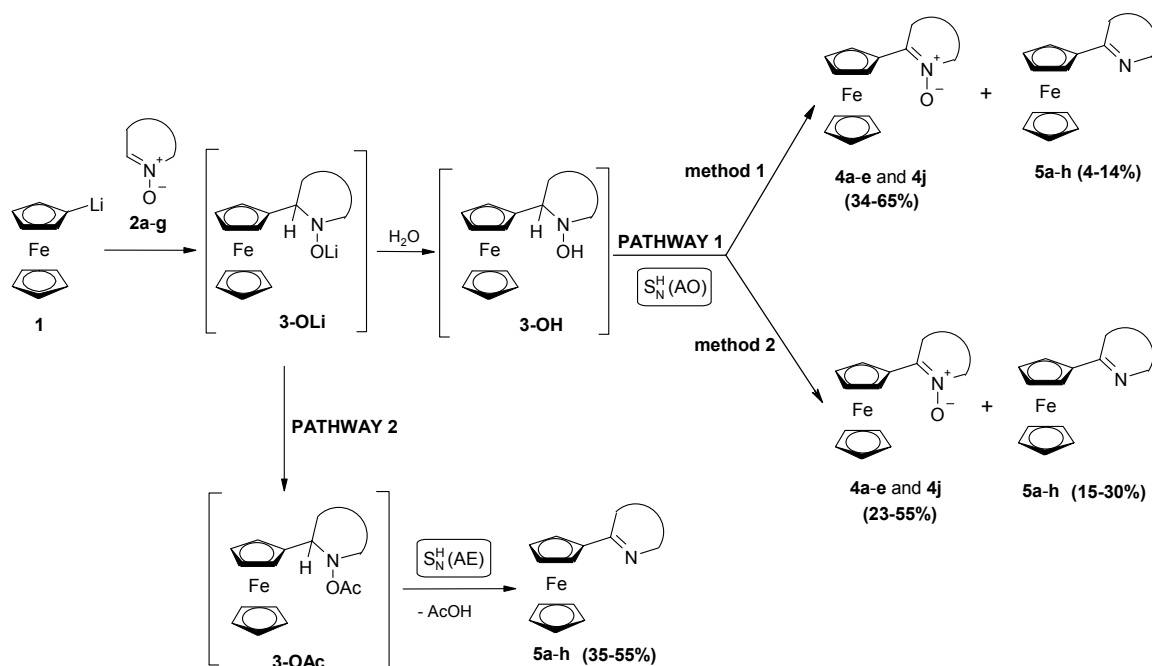 Li
Fe
1
N⁺
O⁻
2a-g
H
N
OLi
Fe
3-OLi
H₂O
H
N
OH
Fe
3-OH
PATHWAY 1
S_N^H(AO)
method 1
N⁺
O⁻
Fe
4a-e and 4j
(34-65%)
+
N
Fe
5a-h (4-14%)
method 2
N⁺
O⁻
Fe
4a-e and 4j
(23-55%)
+
N
Fe
5a-h (15-30%)
PATHWAY 2
H
N
OAc
Fe
3-OAc
S_N^H(AE)
- AcOH
N
Fe
5a-h (35-55%)